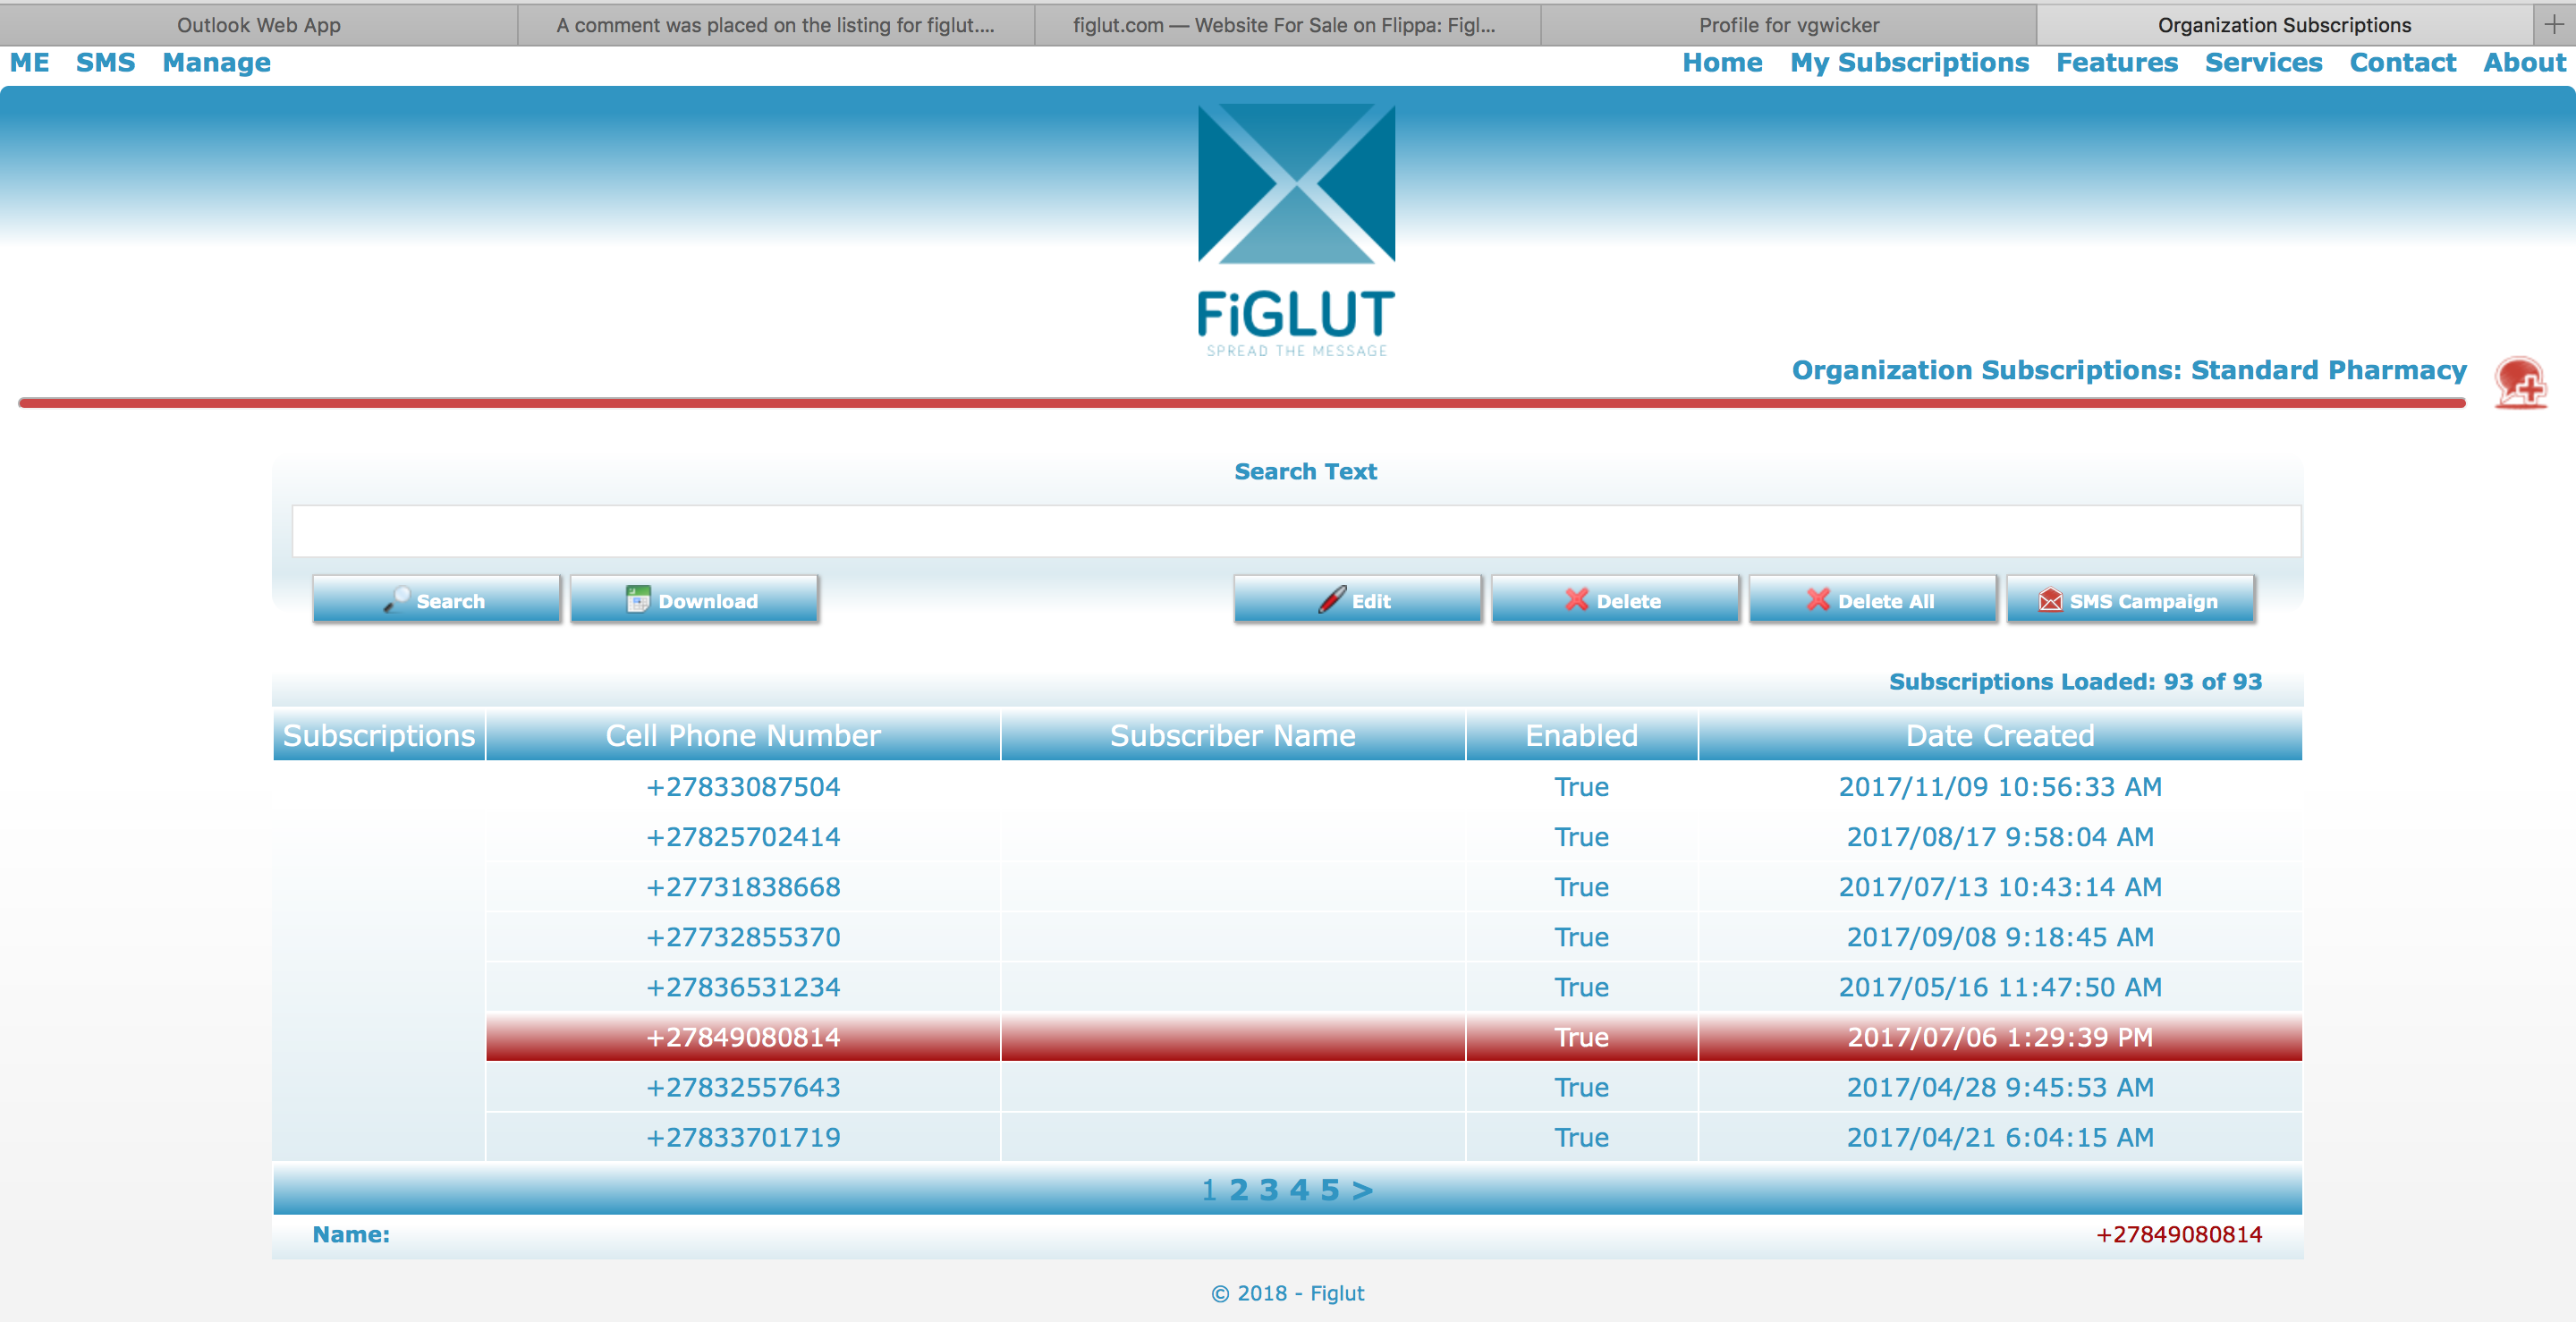 Outlook Web App
A comment was placed on the listing for figlut....
figlut.com — Website For Sale on Flippa: Figl...
Profile for vgwicker
Organization Subscriptions
ME SMS Manage
Home My Subscriptions Features Services Contact About
FiGLUT
SPREAD THE MESSAGE
Organization Subscriptions: Standard Pharmacy
Search Text
Search Download Edit Delete Delete All SMS Campaign
Subscriptions Loaded: 93 of 93
Subscriptions Cell Phone Number Subscriber Name Enabled Date Created
+27833087504 True 2017/11/09 10:56:33 AM
+27825702414 True 2017/08/17 9:58:04 AM
+27731838668 True 2017/07/13 10:43:14 AM
+27732855370 True 2017/09/08 9:18:45 AM
+27836531234 True 2017/05/16 11:47:50 AM
+27849080814 True 2017/07/06 1:29:39 PM
+27832557643 True 2017/04/28 9:45:53 AM
+27833701719 True 2017/04/21 6:04:15 AM
1 2 3 4 5 >
Name: +27849080814
© 2018 - Figlut